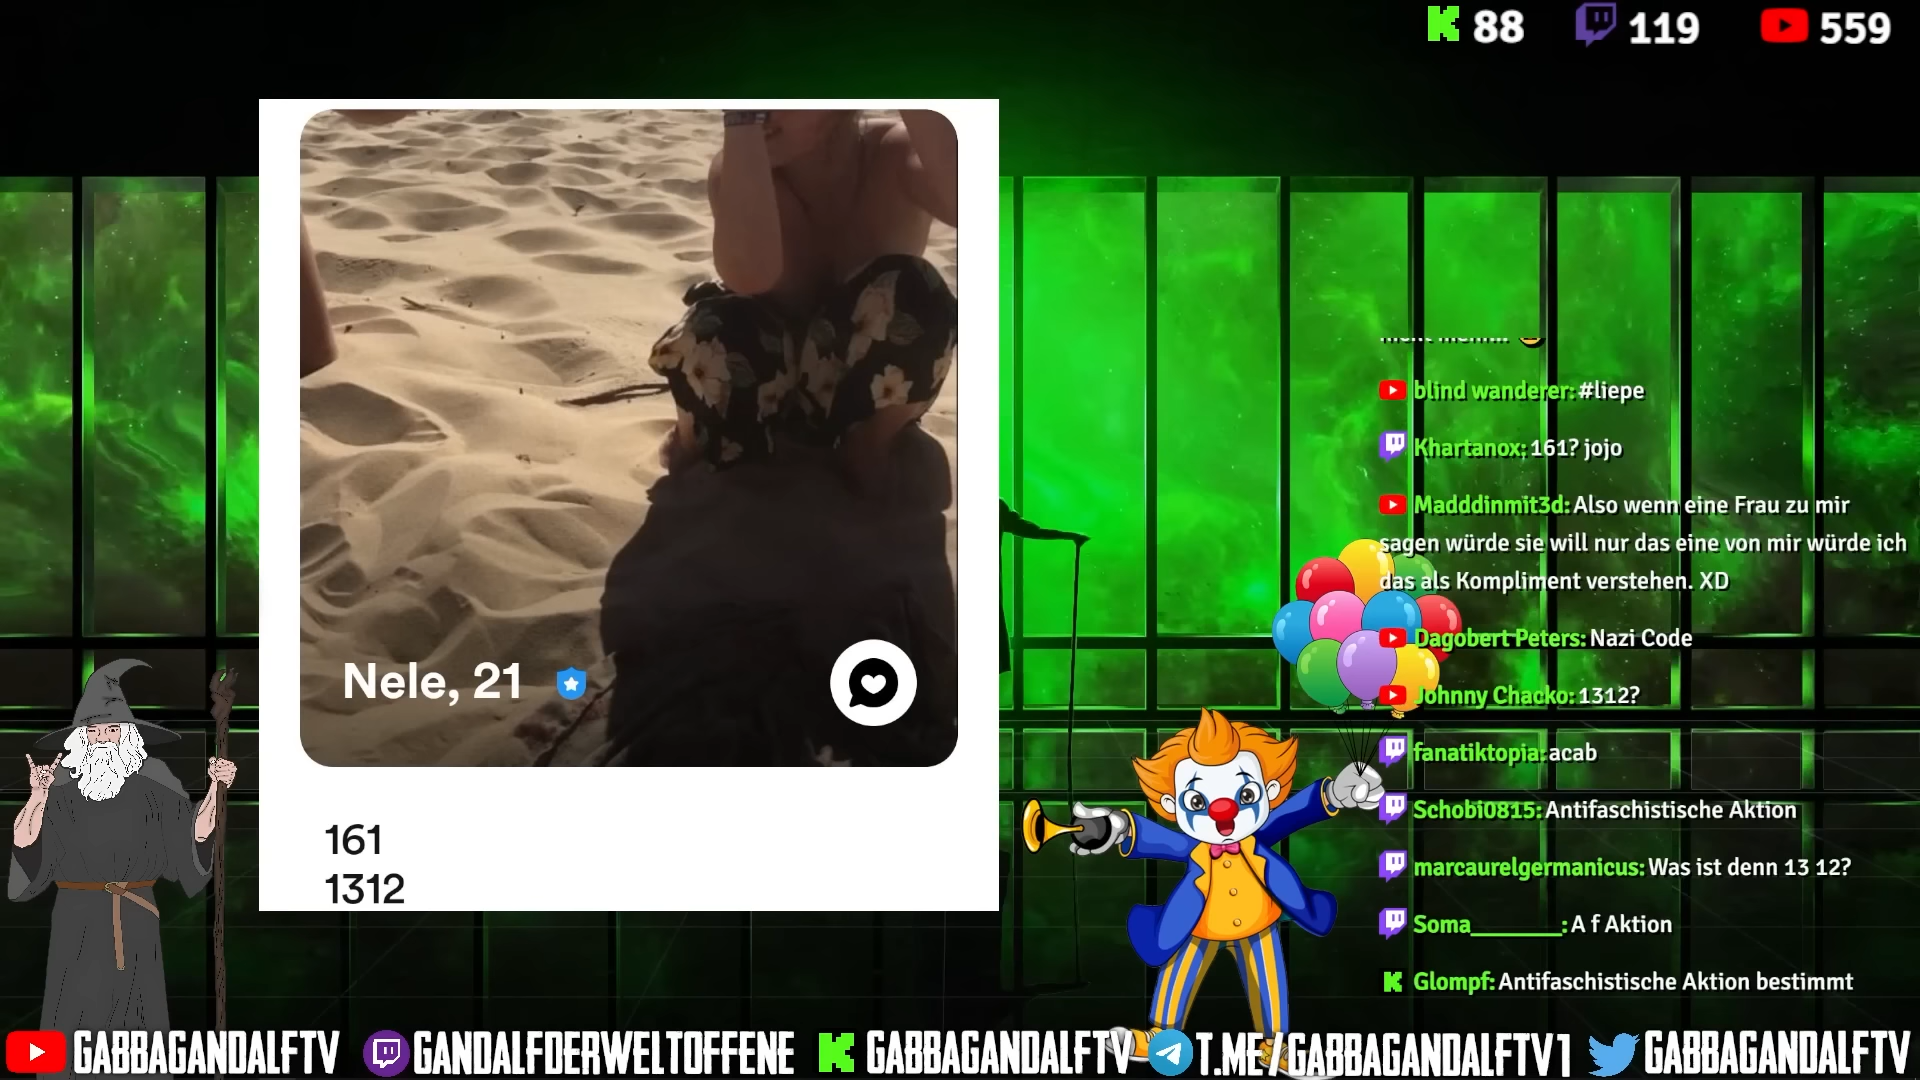 88
119
559
blind wanderer: #liepe
Khartanox: 161? jojo
Madddinmit3d: Also wenn eine Frau zu mir
sagen würde sie will nur das eine von mir würde ich
das als Kompliment verstehen. XD
Dagobert Peters: Nazi Code
Johnny Chacko: 1312?
fanatiktopia: acab
Schobi0815: Antifaschistische Aktion
marcaurelgermanicus: Was ist denn 13 12?
Soma_______: A f Aktion
Glompf: Antifaschistische Aktion bestimmt
Nele, 21
161
1312
GABBAGANDALFTV
GANDALFDERWELTOFFENE
GABBAGANDALFTV
T.ME/GABBAGANDALFTV1
GABBAGANDALFTV